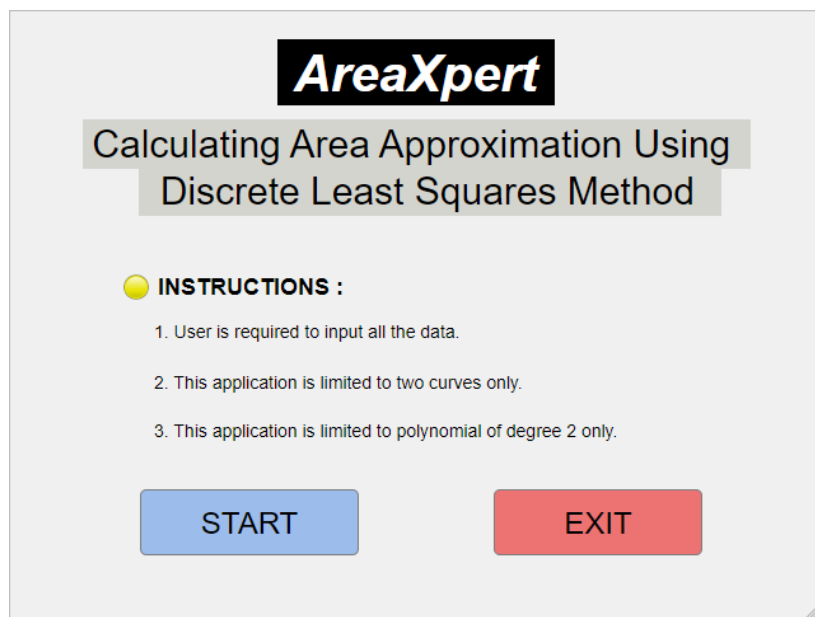 AreaXpert
Calculating Area Approximation Using
Discrete Least Squares Method
INSTRUCTIONS :
1. User is required to input all the data.
2. This application is limited to two curves only.
3. This application is limited to polynomial of degree 2 only.
START EXIT